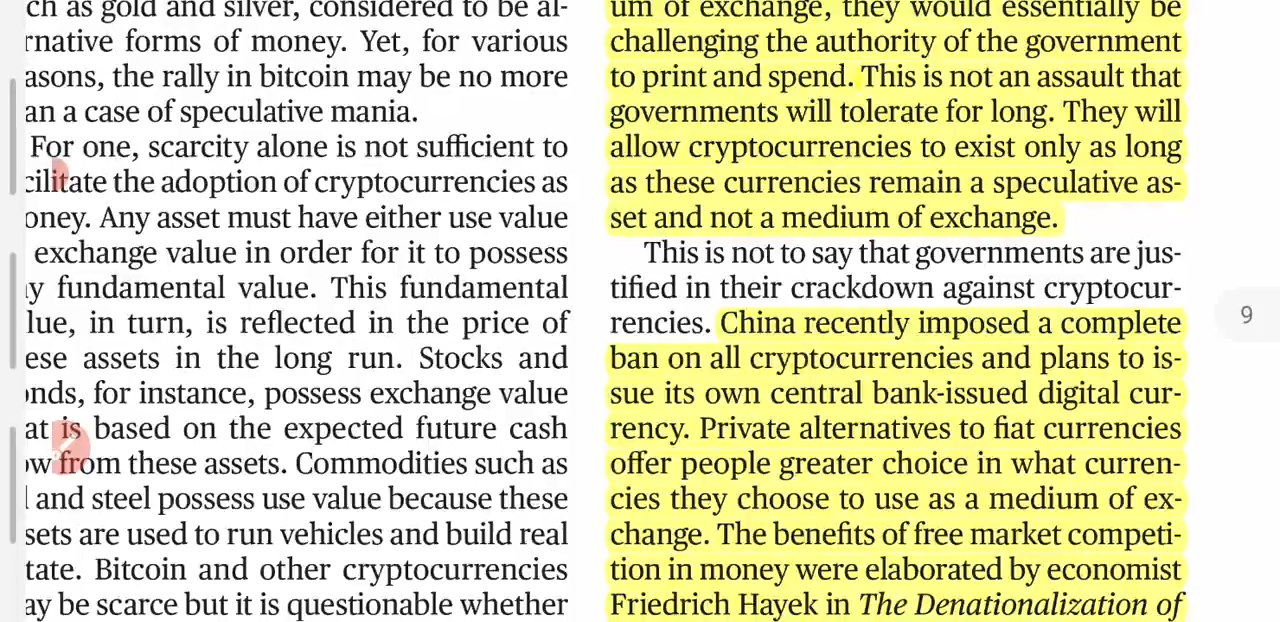 ch as gold and silver, considered to be al-
rnative forms of money. Yet, for various
asons, the rally in bitcoin may be no more
an a case of speculative mania.
For one, scarcity alone is not sufficient to
cilitate the adoption of cryptocurrencies as
oney. Any asset must have either use value
exchange value in order for it to possess
y fundamental value. This fundamental
lue, in turn, is reflected in the price of
ese assets in the long run. Stocks and
nds, for instance, possess exchange value
at is based on the expected future cash
ow from these assets. Commodities such as
l and steel possess use value because these
sets are used to run vehicles and build real
tate. Bitcoin and other cryptocurrencies
ay be scarce but it is questionable whether
um of exchange, they would essentially be
challenging the authority of the government
to print and spend. This is not an assault that
governments will tolerate for long. They will
allow cryptocurrencies to exist only as long
as these currencies remain a speculative as-
set and not a medium of exchange.
This is not to say that governments are jus-
tified in their crackdown against cryptocur-
rencies. China recently imposed a complete
ban on all cryptocurrencies and plans to is-
sue its own central bank-issued digital cur-
rency. Private alternatives to fiat currencies
offer people greater choice in what curren-
cies they choose to use as a medium of ex-
change. The benefits of free market competi-
tion in money were elaborated by economist
Friedrich Hayek in The Denationalization of
9